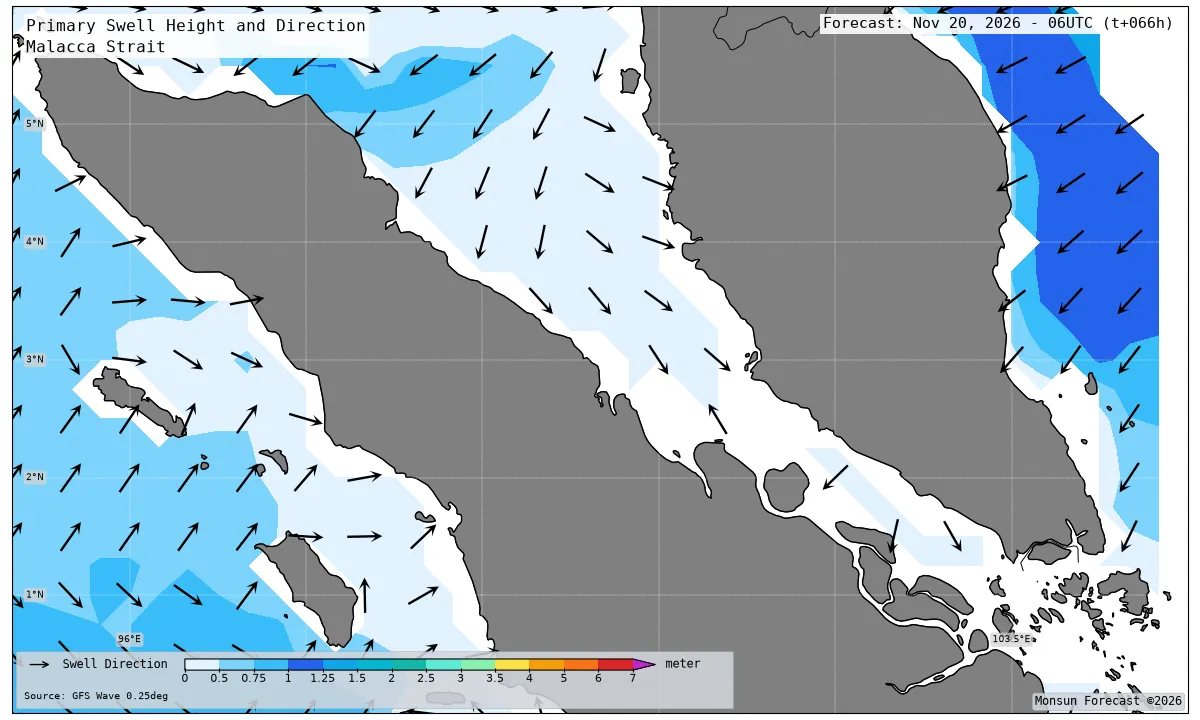 Primary Swell Height and Direction
Malacca Strait
Forecast: Nov 20, 2026 - 06UTC (t+066h)
5°N
4°N
3°N
2°N
1°N
96°E
103.5°E
Swell Direction
meter
0 0.5 0.75 1 1.25 1.5 2 2.5 3 3.5 4 5 6 7
Source: GFS Wave 0.25deg
Monsun Forecast ©2026